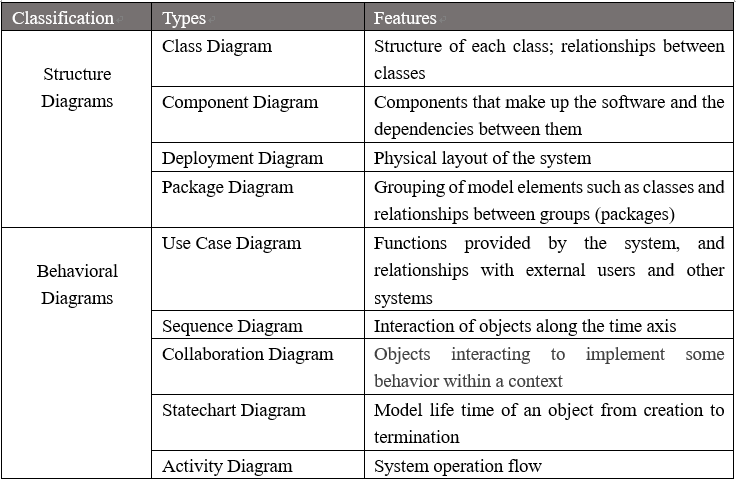 Classification Types Features
Structure Diagrams
Class Diagram Structure of each class; relationships between
classes
Component Diagram Components that make up the software and the
dependencies between them
Deployment Diagram Physical layout of the system
Package Diagram Grouping of model elements such as classes and
relationships between groups (packages)
Behavioral Diagrams
Use Case Diagram Functions provided by the system, and
relationships with external users and other
systems
Sequence Diagram Interaction of objects along the time axis
Collaboration Diagram Objects interacting to implement some
behavior within a context
Statechart Diagram Model life time of an object from creation to
termination
Activity Diagram System operation flow